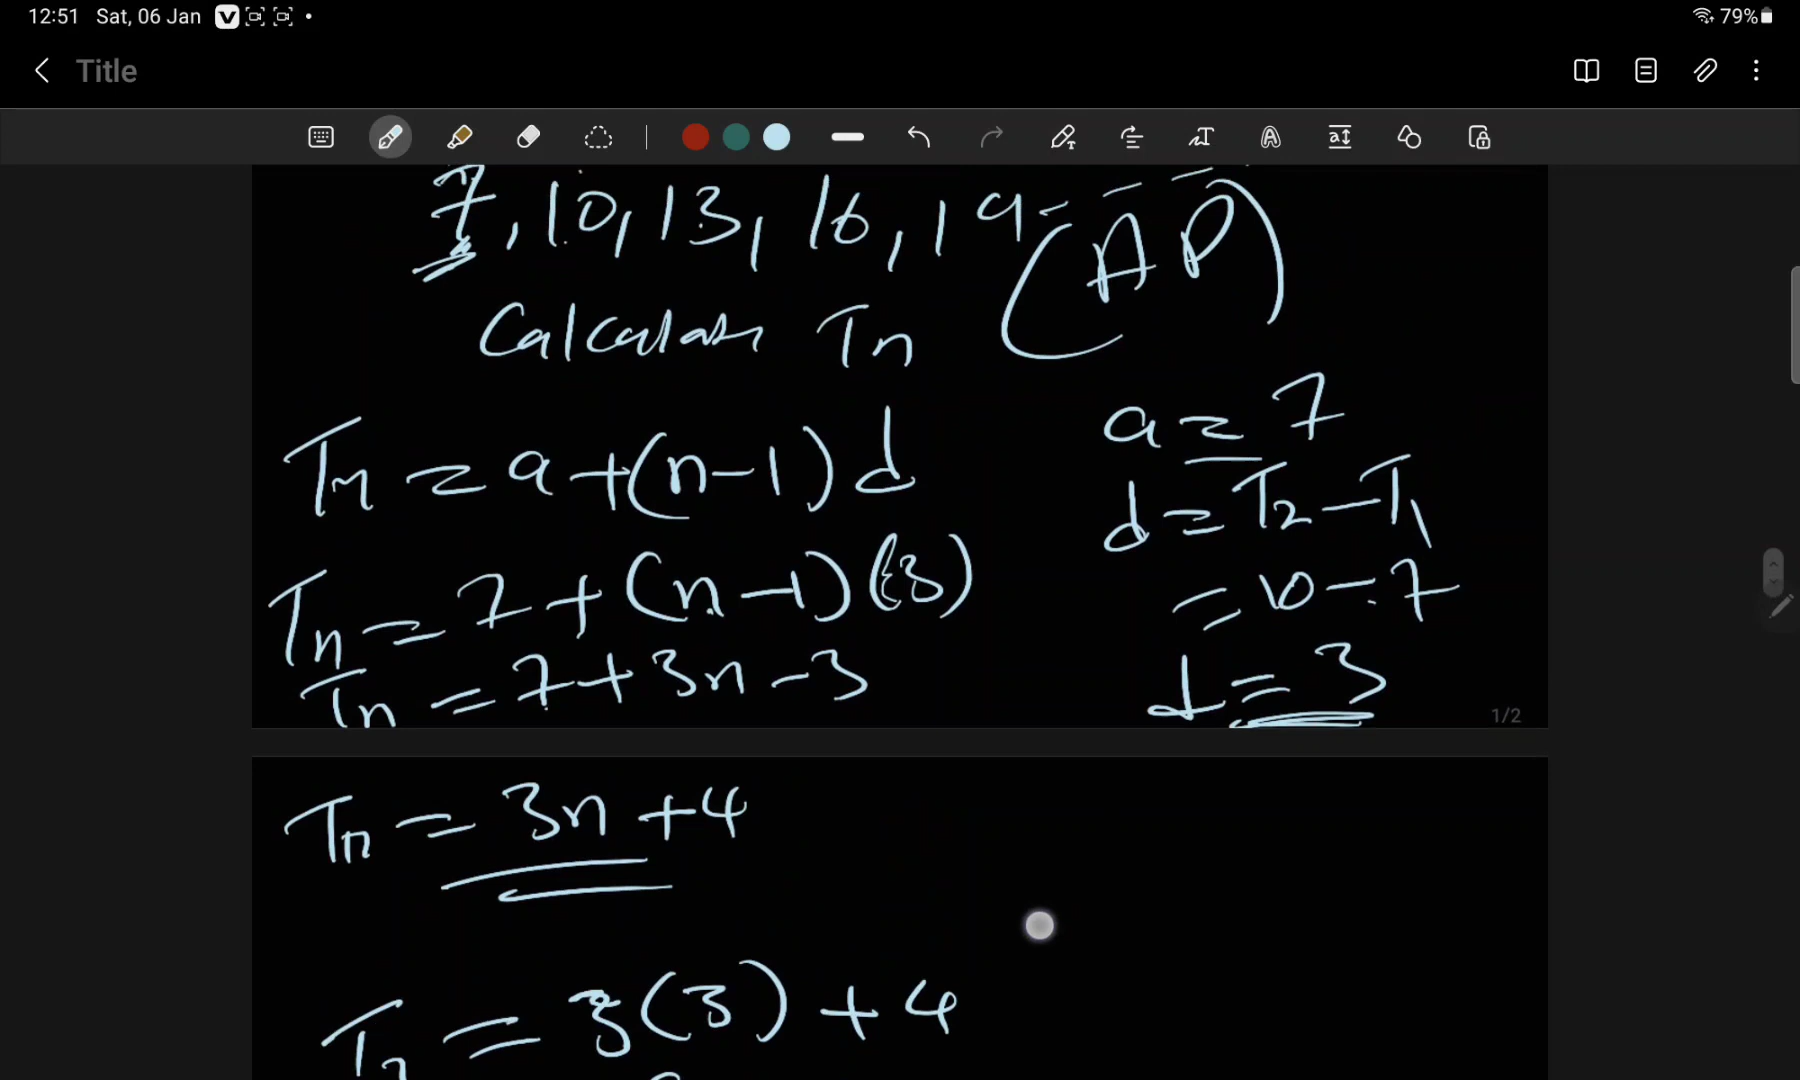 12:51 Sat, 06 Jan
79%
Title
7, 10, 13, 16, 19 - - - (AP)
Calculate Tn
Tn = a + (n-1) d
a = 7
d = T2 - T1
Tn = 7 + (n-1) (3)
= 10 - 7
Tn = 7 + 3n - 3
d = 3
1/2
Tn = 3n + 4
= 3(3) + 4